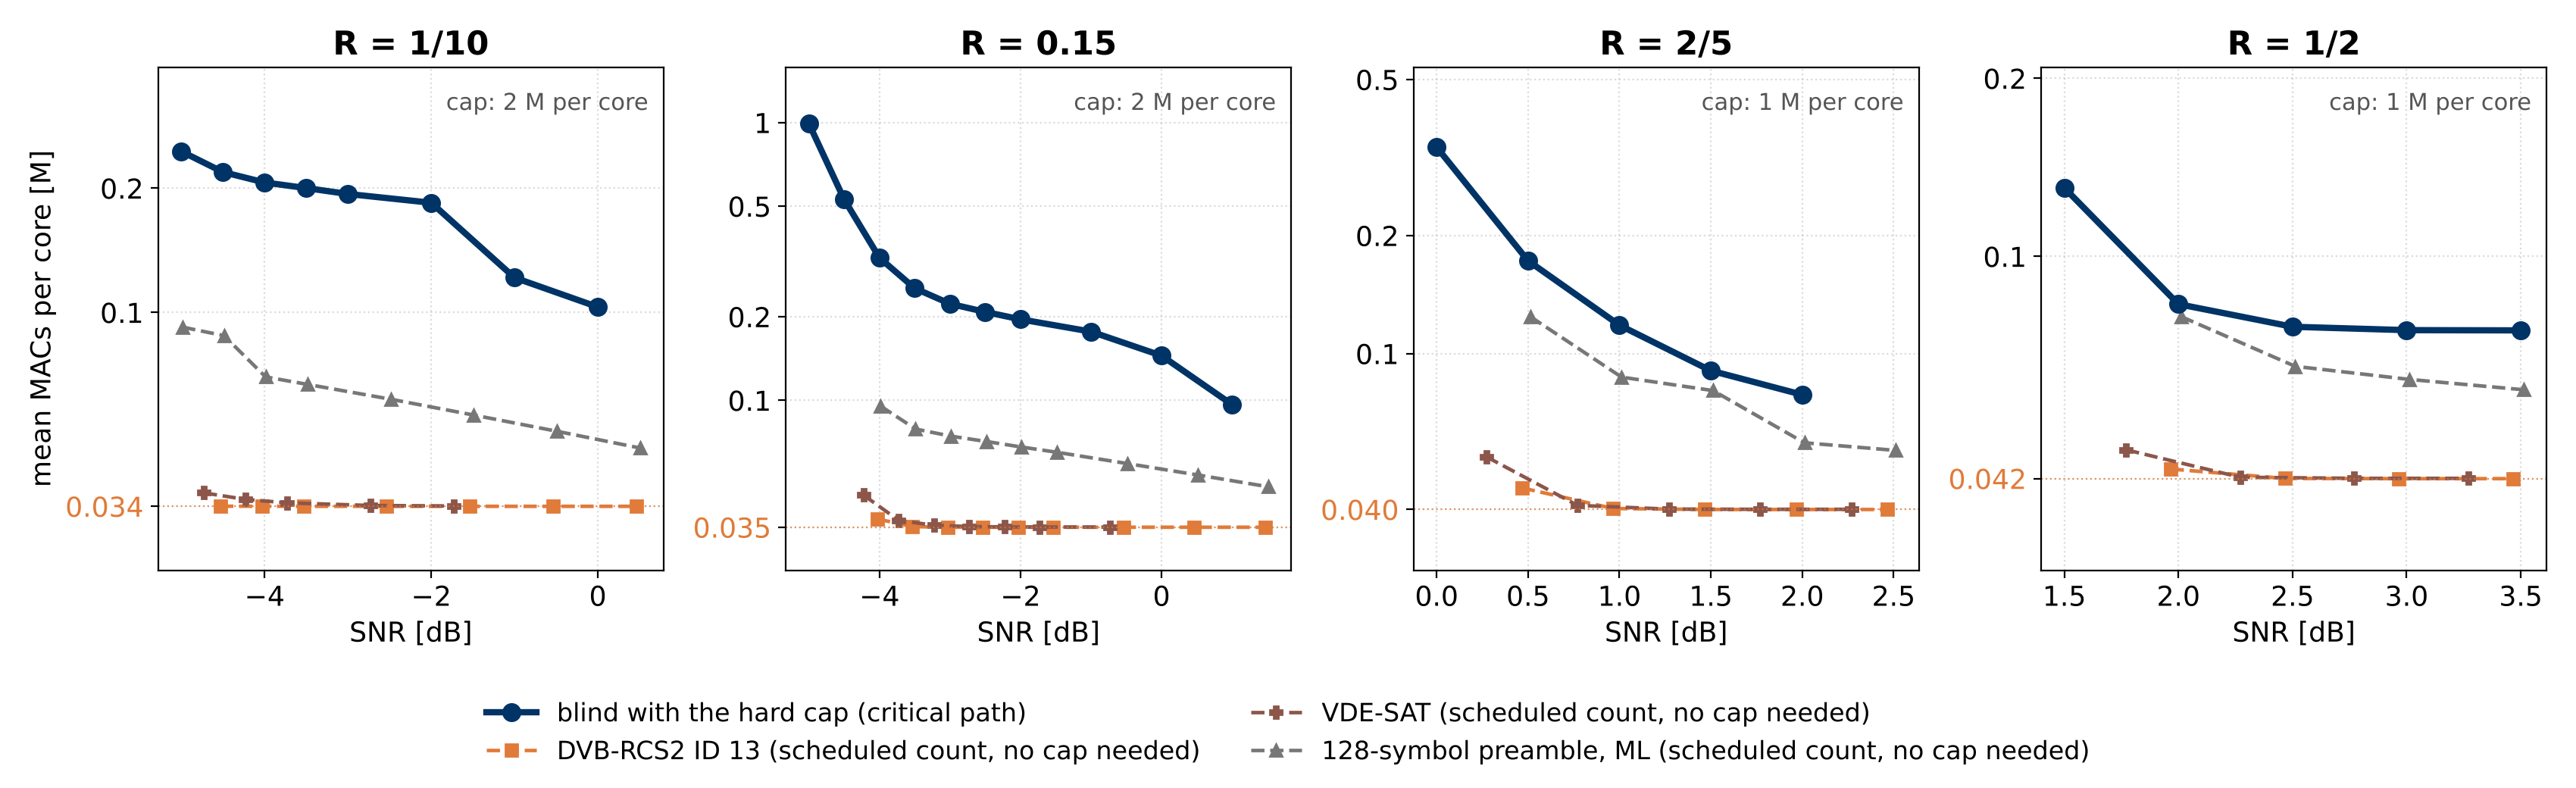 R = 1/10
R = 0.15
R = 2/5
R = 1/2
cap: 2 M per core
cap: 2 M per core
cap: 1 M per core
cap: 1 M per core
mean MACs per core [M]
0.2
0.1
0.034
1
0.5
0.2
0.1
0.035
0.5
0.2
0.1
0.040
0.2
0.1
0.042
−4 −2 0
−4 −2 0
0.0 0.5 1.0 1.5 2.0 2.5
1.5 2.0 2.5 3.0 3.5
SNR [dB]
SNR [dB]
SNR [dB]
SNR [dB]
blind with the hard cap (critical path)
DVB-RCS2 ID 13 (scheduled count, no cap needed)
VDE-SAT (scheduled count, no cap needed)
128-symbol preamble, ML (scheduled count, no cap needed)